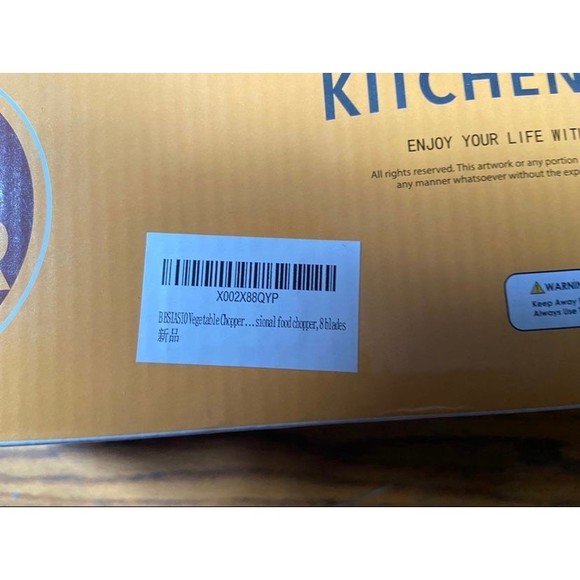 KITCHEN
ENJOY YOUR LIFE WIT
All rights reserved. This artwork or any portion
any manner whatsoever without the exp
WARNIN
Keep Away
Always Use
X002X88QYP
BBSIASIO Vegetable Chopper...sional food chopper, 8 blades
新品